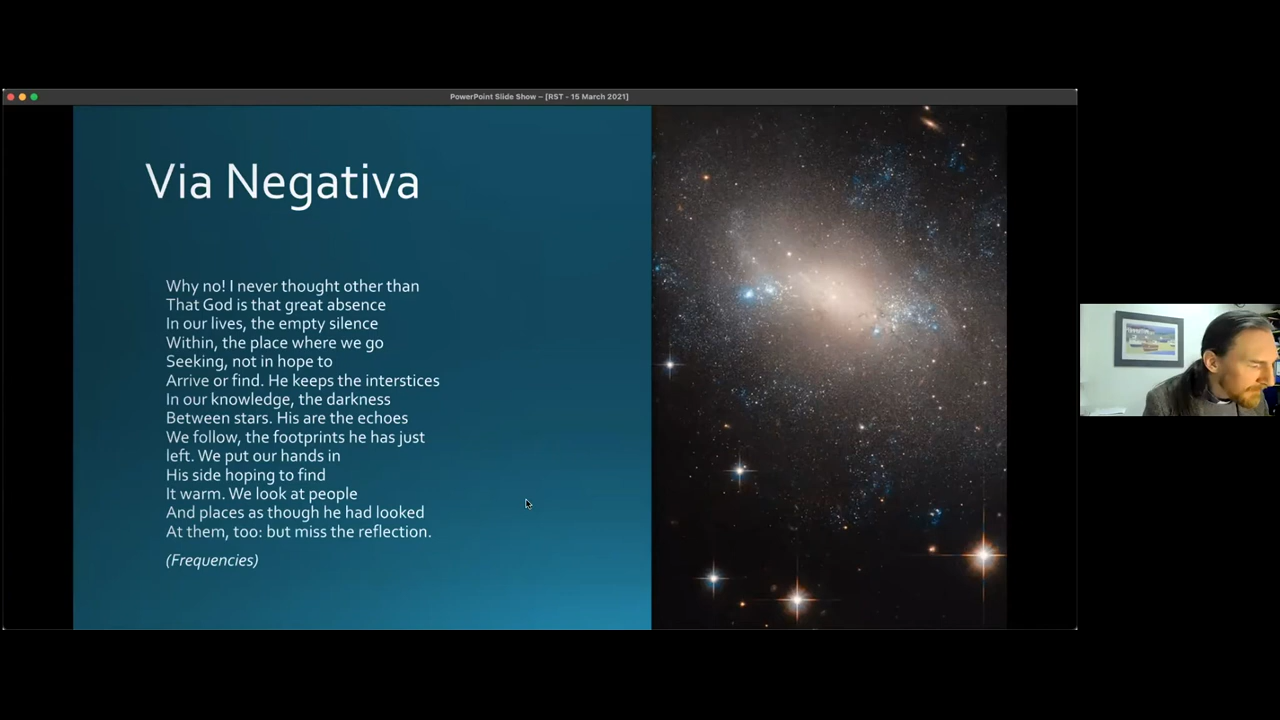 PowerPoint Slide Show – [RST - 15 March 2021]
Via Negativa
Why no! I never thought other than
That God is that great absence
In our lives, the empty silence
Within, the place where we go
Seeking, not in hope to
Arrive or find. He keeps the interstices
In our knowledge, the darkness
Between stars. His are the echoes
We follow, the footprints he has just
left. We put our hands in
His side hoping to find
It warm. We look at people
And places as though he had looked
At them, too: but miss the reflection.
(Frequencies)